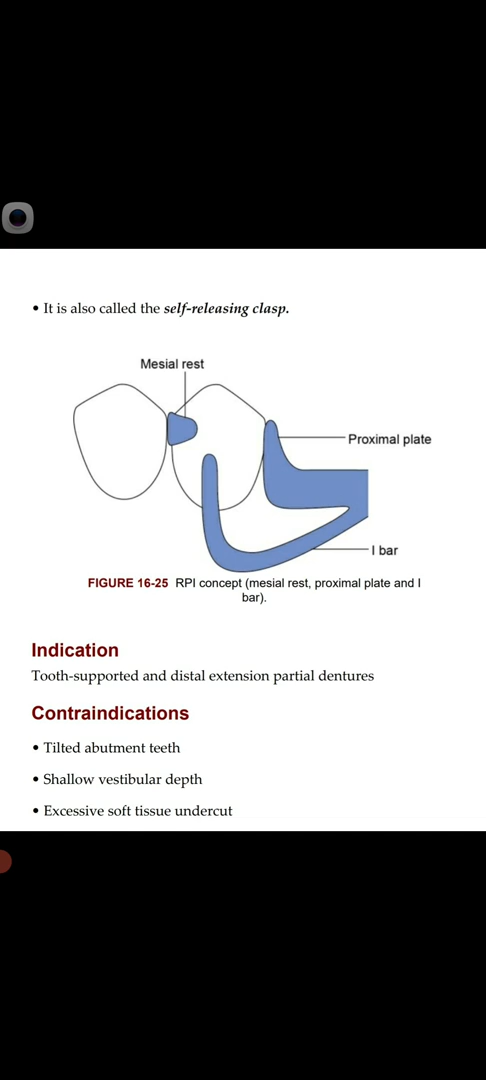 • It is also called the self-releasing clasp.
Mesial rest
Proximal plate
I bar
FIGURE 16-25 RPI concept (mesial rest, proximal plate and I
bar).
Indication
Tooth-supported and distal extension partial dentures
Contraindications
• Tilted abutment teeth
• Shallow vestibular depth
• Excessive soft tissue undercut